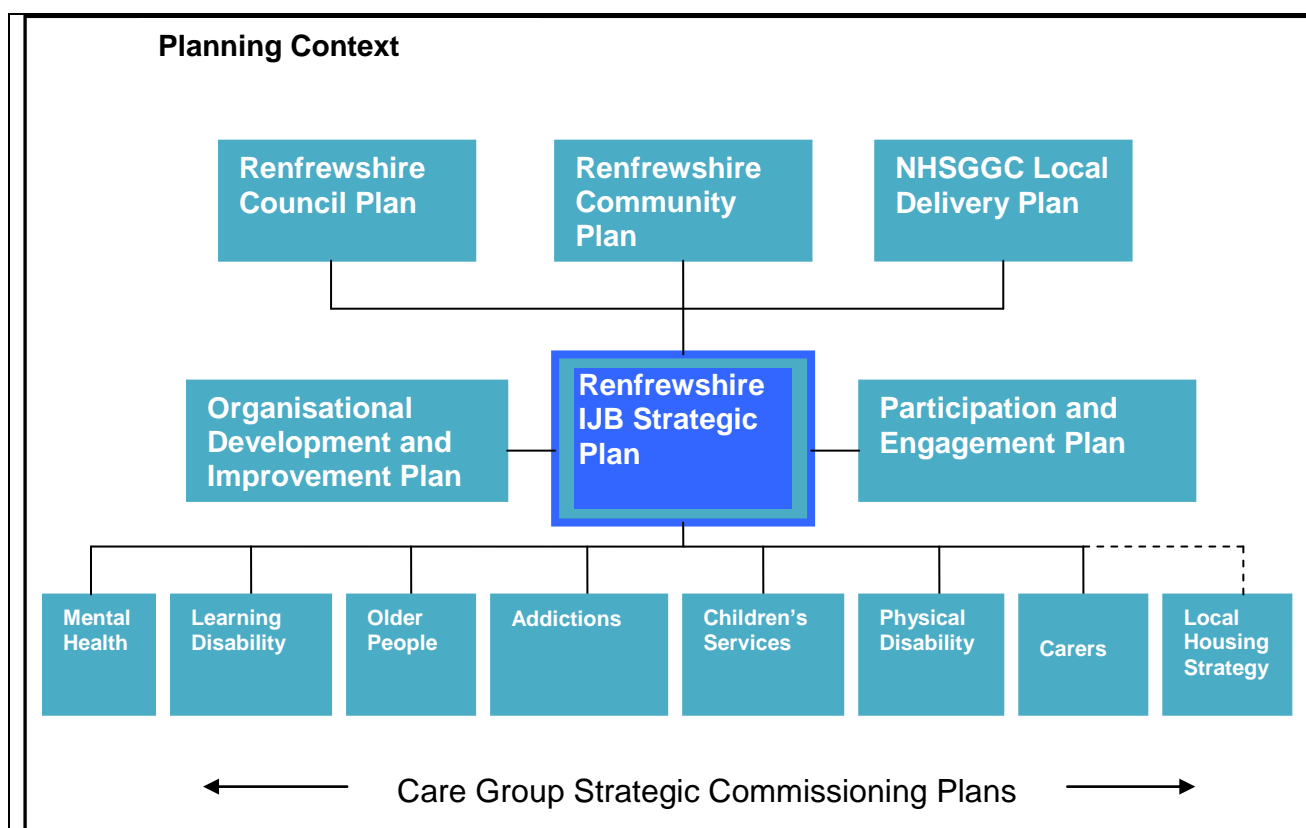 Planning Context
Renfrewshire
Council Plan
Renfrewshire
Community
Plan
NHSGGC Local
Delivery Plan
Organisational
Development and
Improvement Plan
Renfrewshire
IJB Strategic
Plan
Participation and
Engagement Plan
Mental
Health
Learning
Disability
Older
People
Addictions
Children’s
Services
Physical
Disability
Carers
Local
Housing
Strategy
Care Group Strategic Commissioning Plans